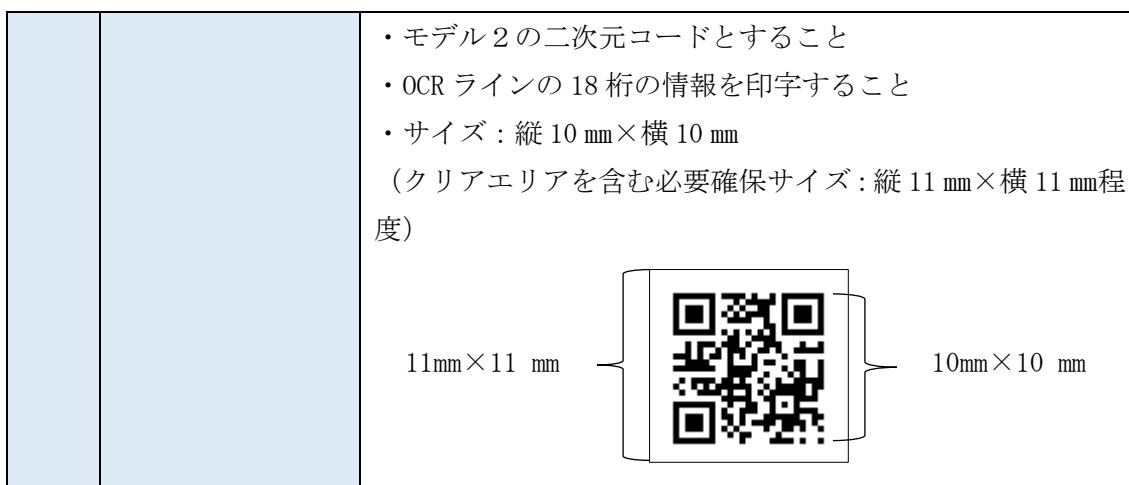 ・モデル２の二次元コードとすること
・OCR ラインの 18 桁の情報を印字すること
・サイズ：縦 10 ㎜×横 10 ㎜
（クリアエリアを含む必要確保サイズ：縦 11 ㎜×横 11 ㎜程
度）
11mm×11 mm
10mm×10 mm